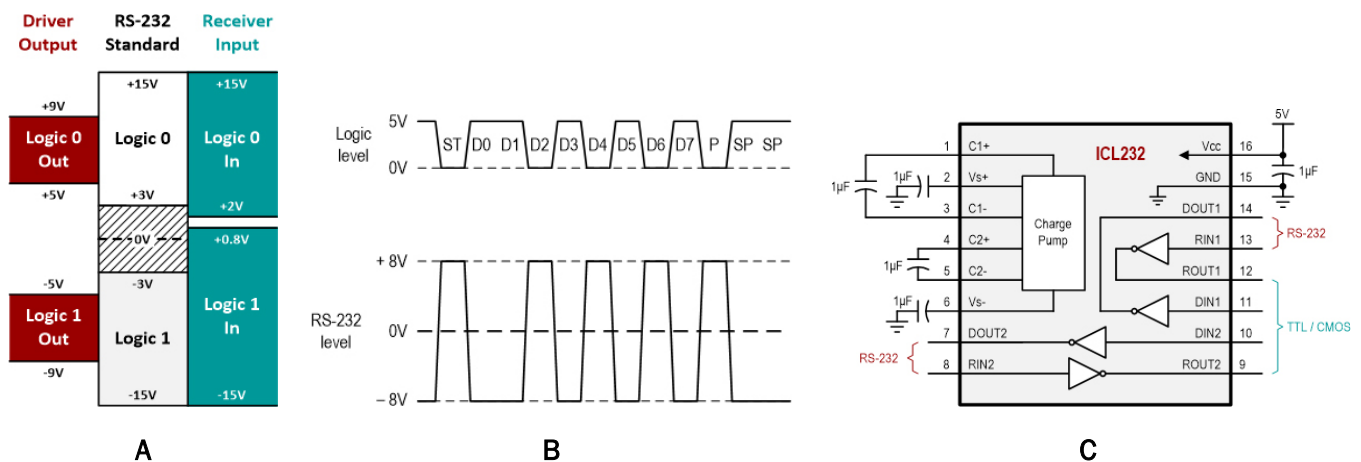 Driver
Output
RS-232
Standard
Receiver
Input
+9V
Logic 0
Out
+5V
-5V
Logic 1
Out
-9V
+15V
Logic 0
+3V
0V
-3V
Logic 1
-15V
+15V
Logic 0
In
+2V
+0.8V
Logic 1
In
-15V
A
Logic
level
5V
0V
ST D0 D1 D2 D3 D4 D5 D6 D7 P SP SP
RS-232
level
+ 8V
0V
– 8V
B
ICL232
5V
1 C1+
1µF
2 Vs+
1µF
3 C1-
4 C2+
1µF
5 C2-
6 Vs-
1µF
7 DOUT2
8 RIN2
RS-232
Charge
Pump
Vcc 16
GND 15
1µF
DOUT1 14
RIN1 13
RS-232
ROUT1 12
DIN1 11
DIN2 10
ROUT2 9
TTL / CMOS
C